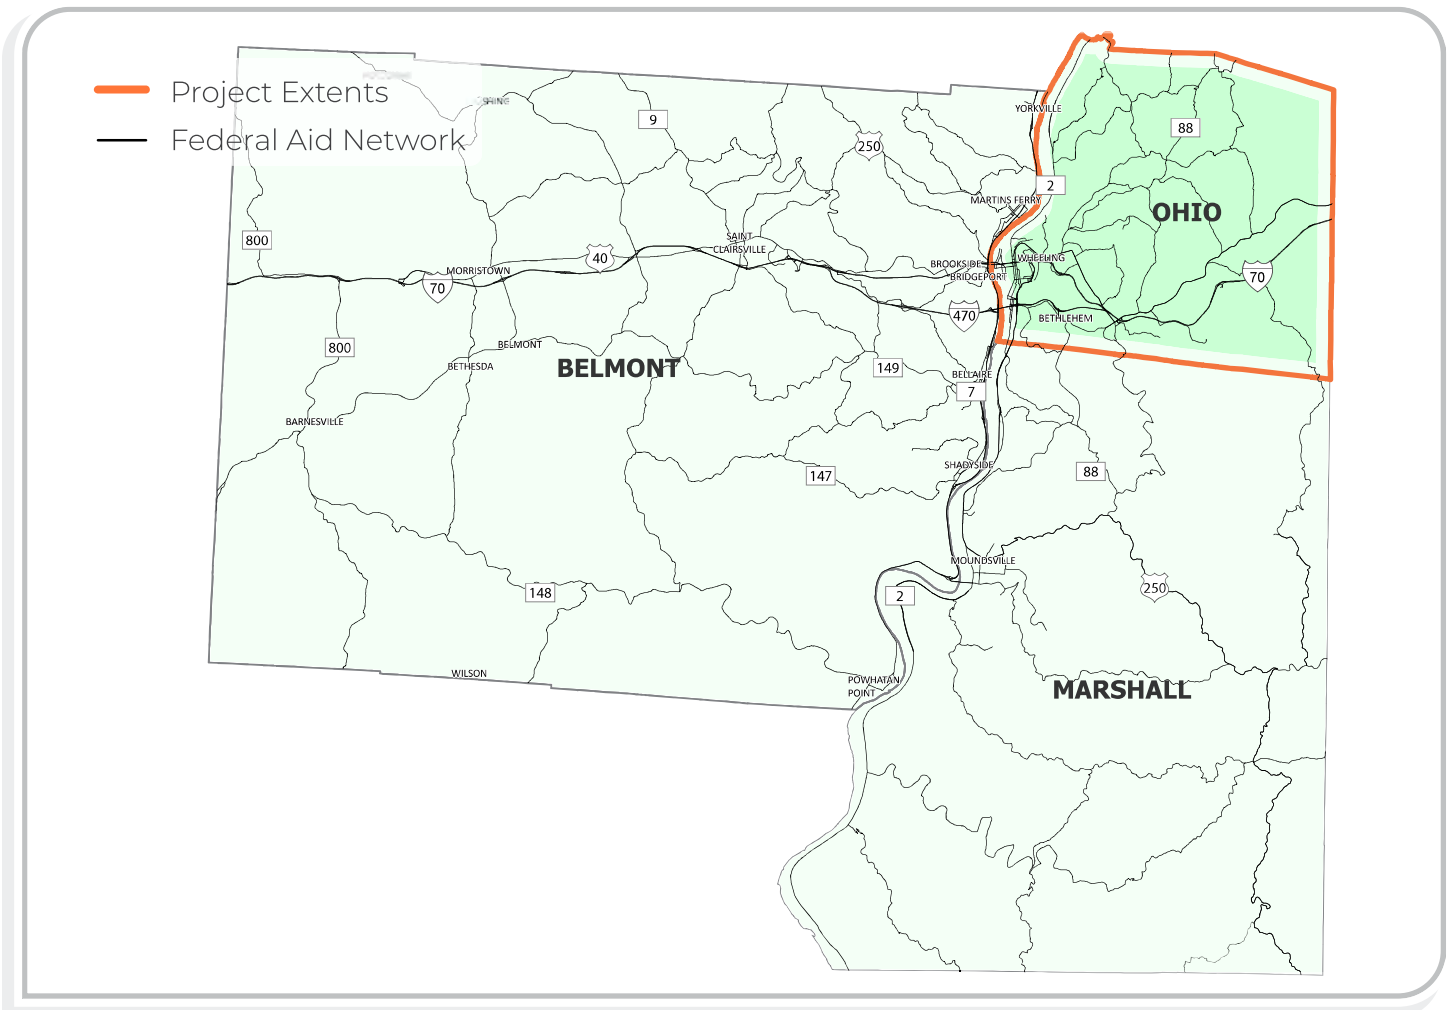 Project Extents
Federal Aid Network
YORKVILLE
9
88
250
2
MARTINS FERRY
OHIO
800
SAINT
CLAIRSVILLE
40
MORRISTOWN
BROOKSIDE
WHEELING
BRIDGEPORT
70
70
470
BETHLEHEM
800
BELMONT
BETHESDA
BELMONT
149
BELLAIRE
7
BARNESVILLE
SHADYSIDE
147
88
MOUNDSVILLE
148
2
250
WILSON
POWHATAN
POINT
MARSHALL